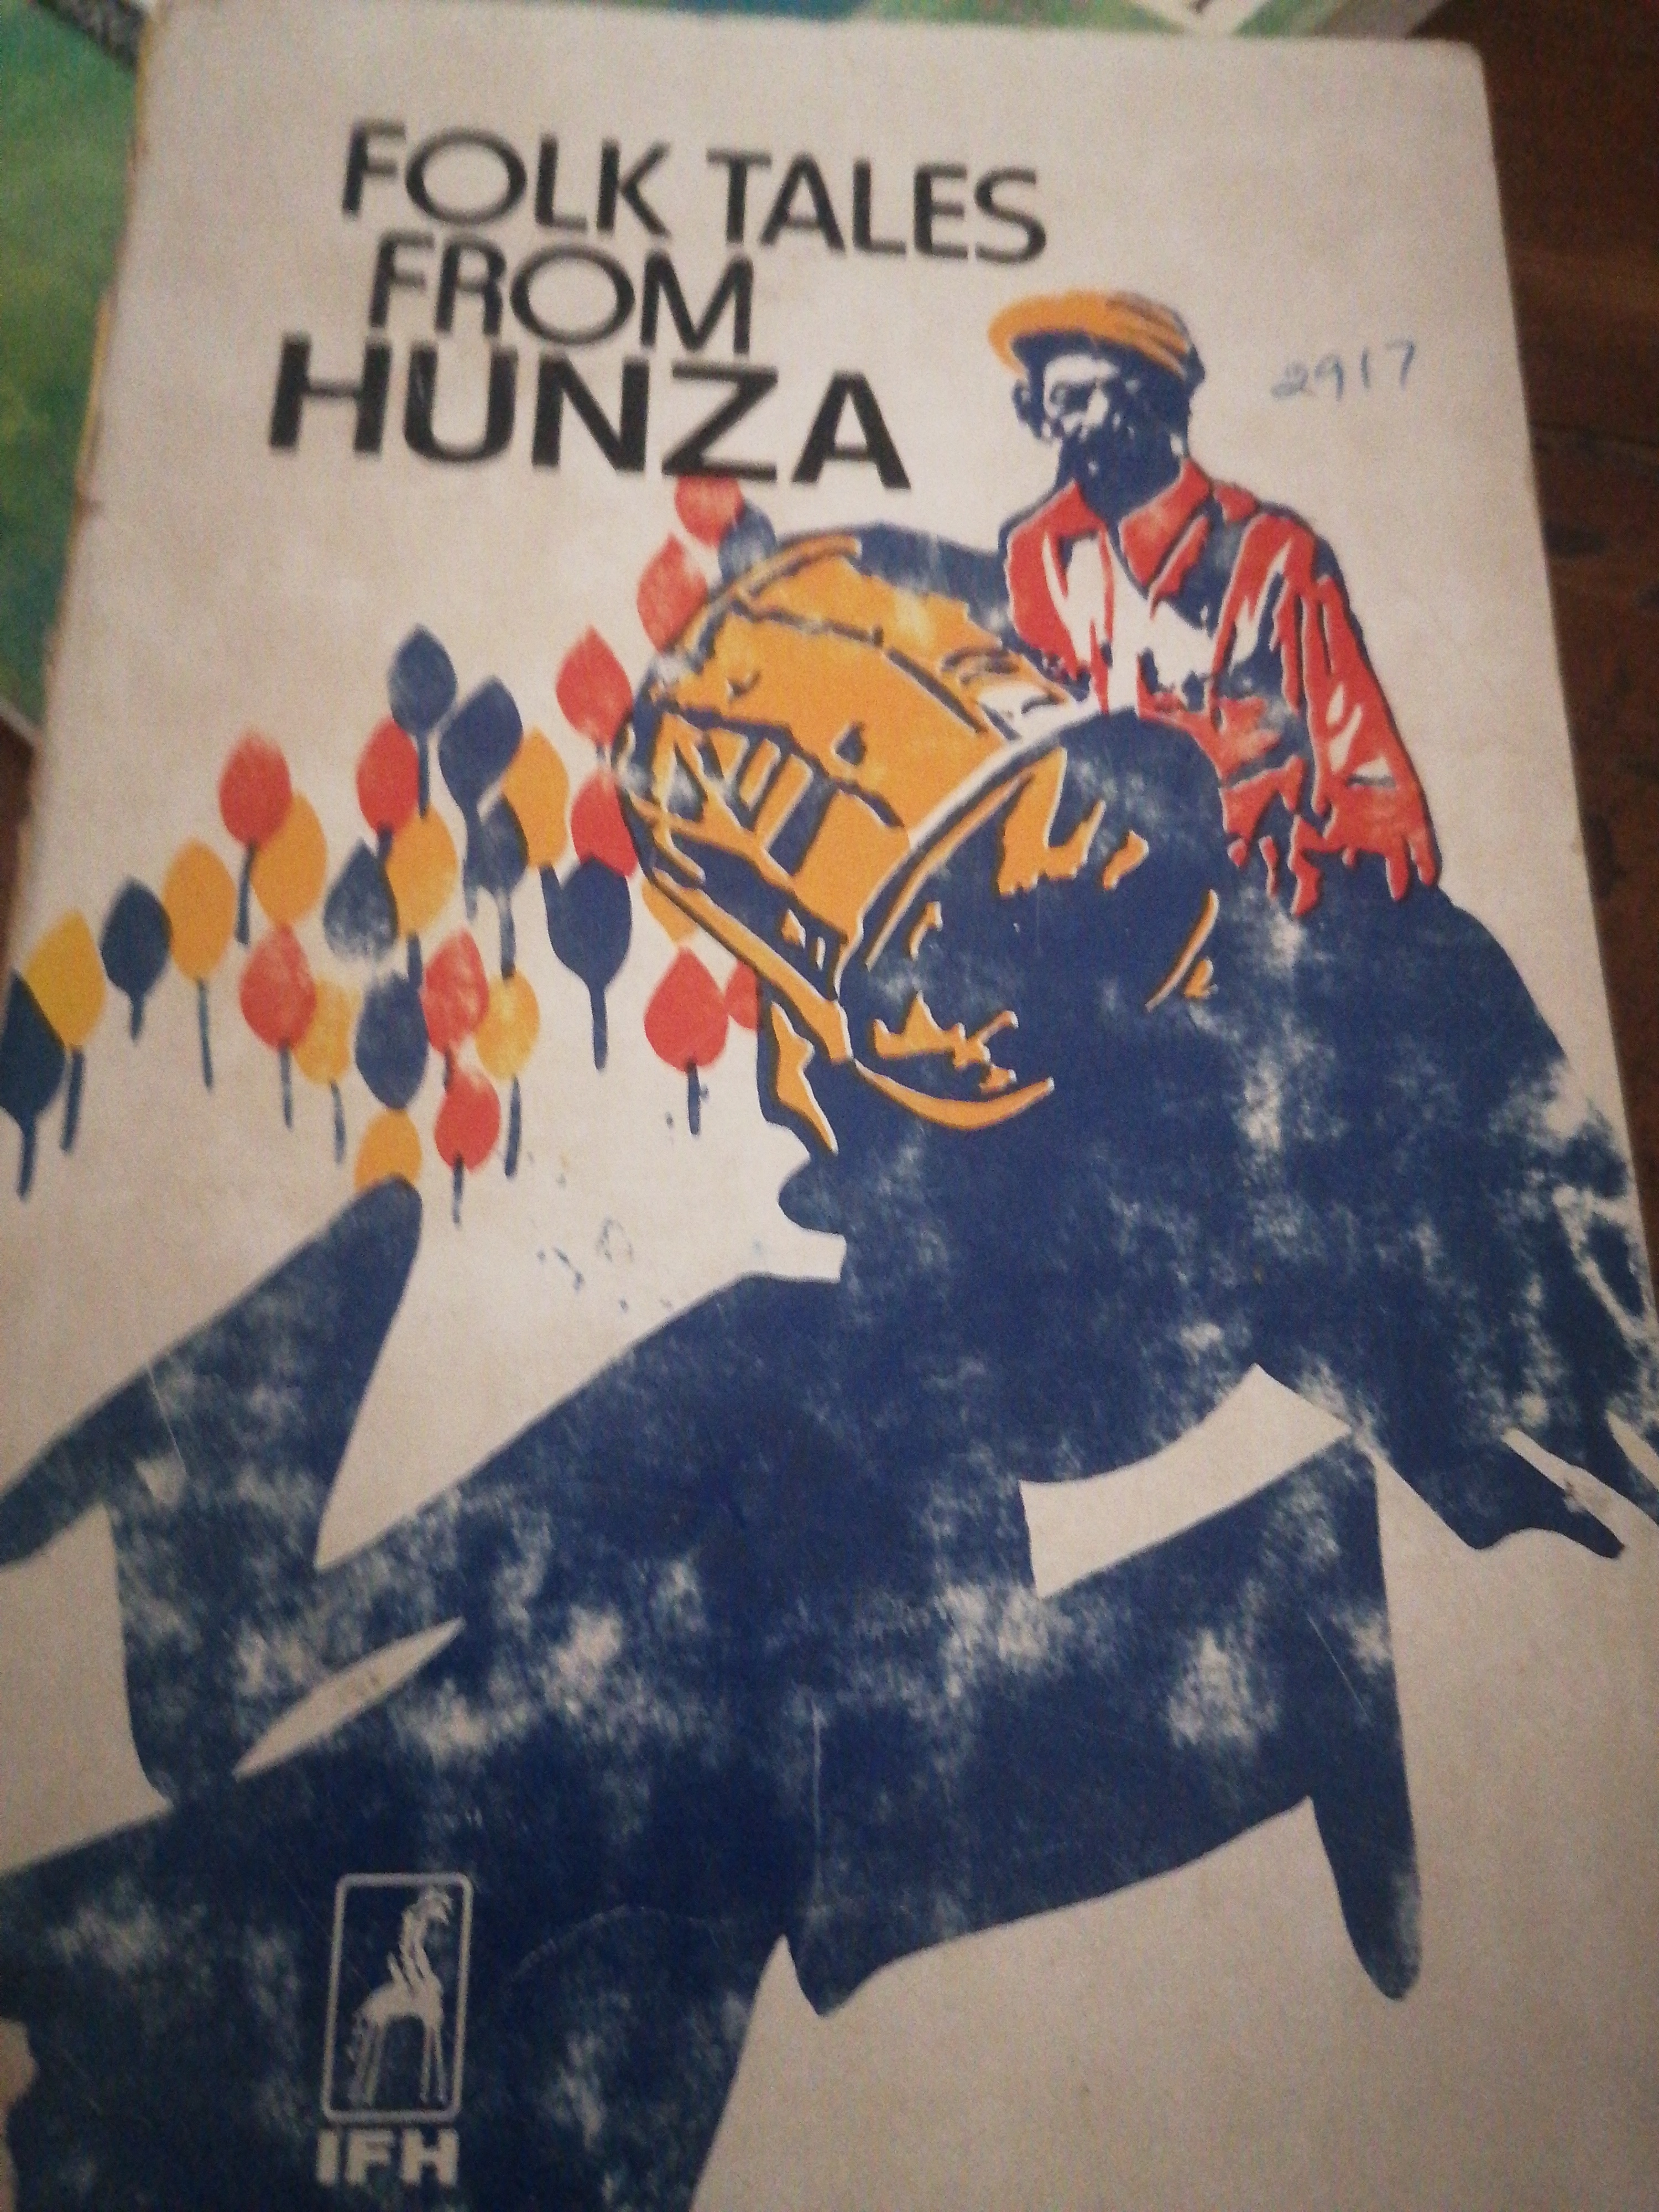 FOLK TALES
FROM
HUNZA
2917
IFH